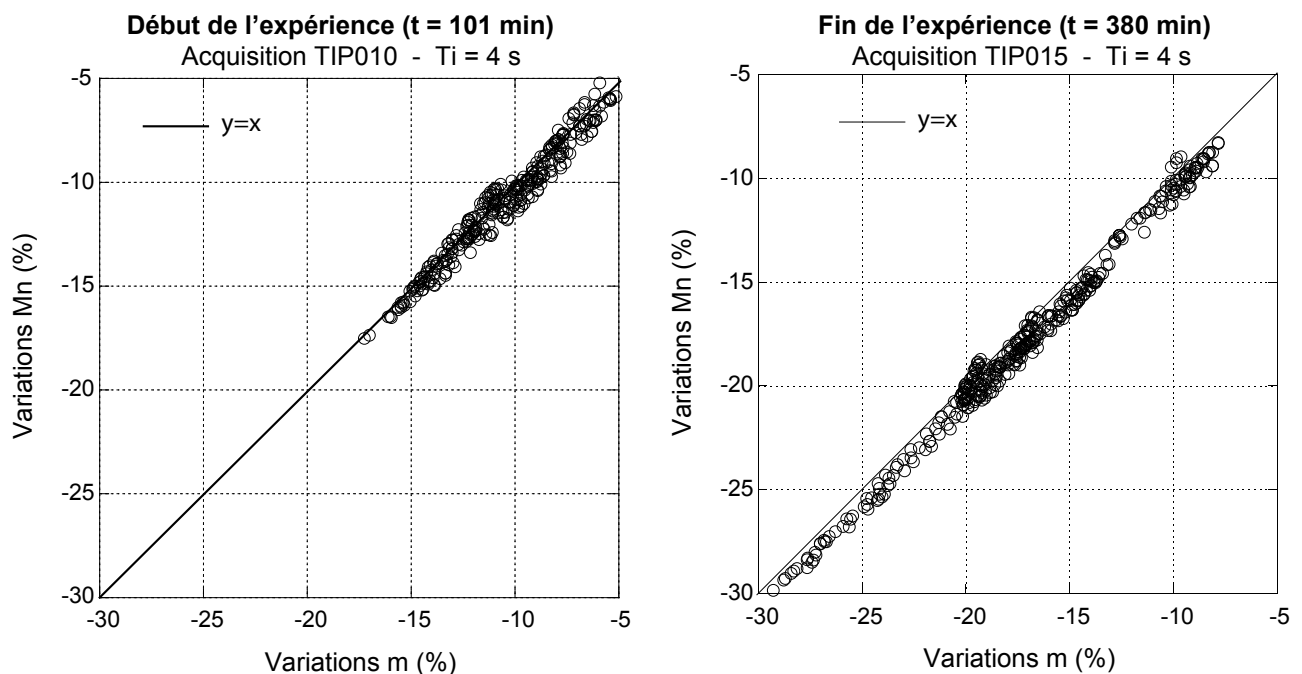 Début de l'expérience (t = 101 min)
Acquisition TIP010 - Ti = 4 s
-5
-10
-15
-20
-25
-30
-30
-25
-20
-15
-10
-5
y=x
Variations Mn (%)
Variations m (%)
Fin de l'expérience (t = 380 min)
Acquisition TIP015 - Ti = 4 s
-5
-10
-15
-20
-25
-30
-30
-25
-20
-15
-10
-5
y=x
Variations Mn (%)
Variations m (%)